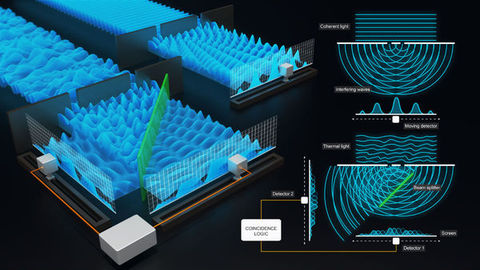 Coherent light
Interfering waves
Moving detector
Thermal light
Beam splitter
Detector 2
COINCIDENCE
LOGIC
Screen
Detector 1